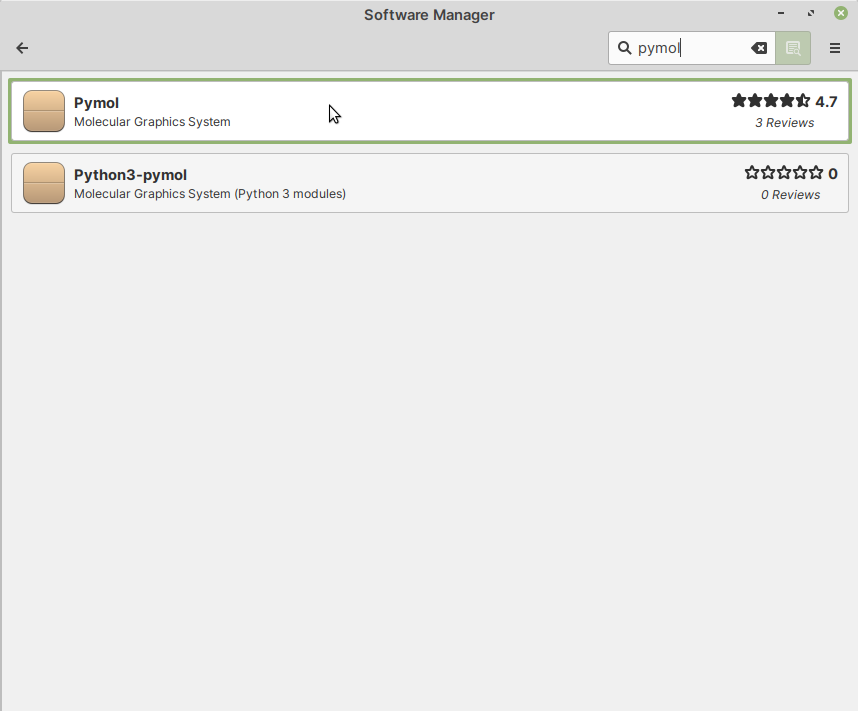 Software Manager
pymol
Pymol
4.7
Molecular Graphics System
3 Reviews
Python3-pymol
0
Molecular Graphics System (Python 3 modules)
0 Reviews